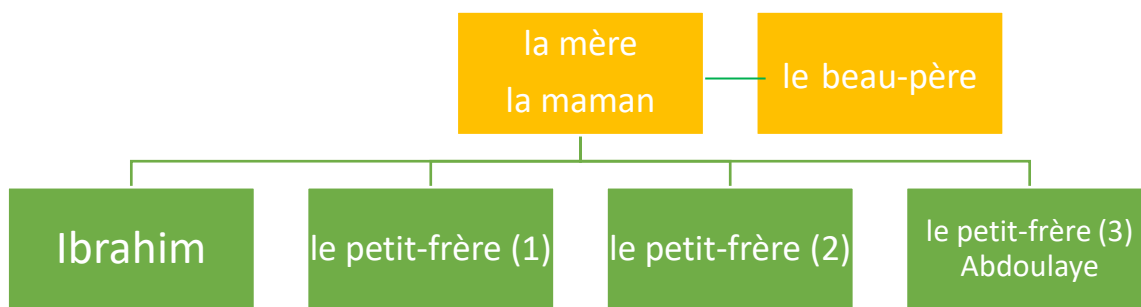 la mère
la maman
le beau-père
Ibrahim
le petit-frère (1)
le petit-frère (2)
le petit-frère (3)
Abdoulaye